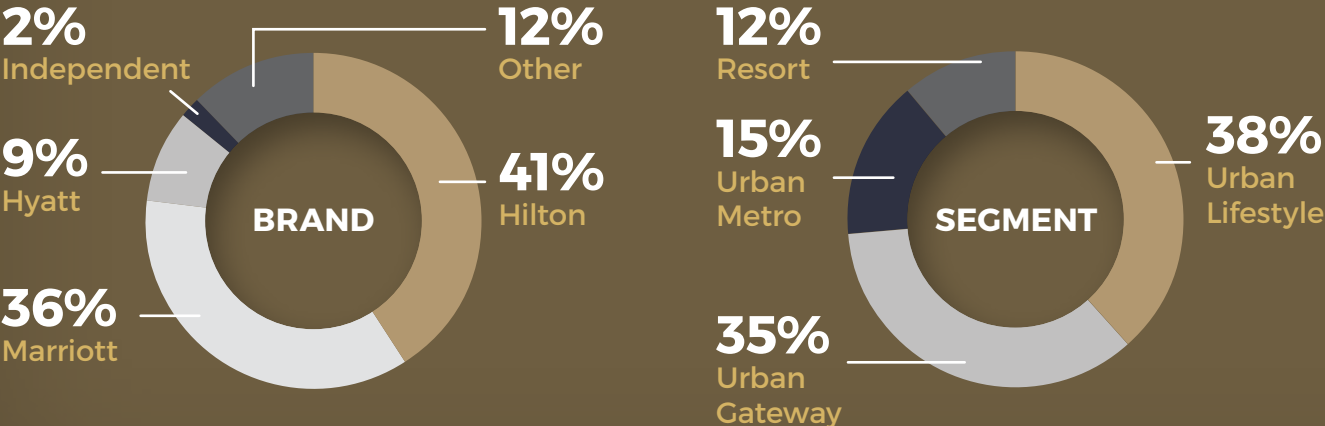 2%
Independent
9%
Hyatt
36%
Marriott
BRAND
12%
Other
41%
Hilton
12%
Resort
15%
Urban
Metro
35%
Urban
Gateway
SEGMENT
38%
Urban
Lifestyle